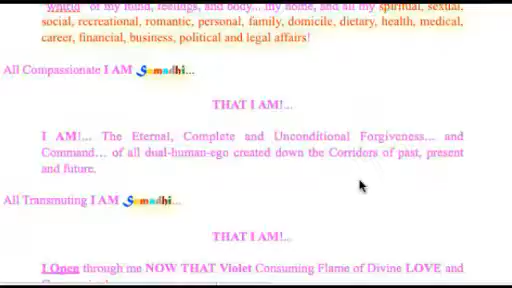 which" of my mind, feelings, and body... my home, and all my spiritual, sexual,
social, recreational, romantic, personal, family, domicile, dietary, health, medical,
career, financial, business, political and legal affairs!
All Compassionate I AM Samadhi...
THAT I AM!...
I AM!... The Eternal, Complete and Unconditional Forgiveness... and
Command... of all dual-human-ego created down the Corridors of past, present
and future.
All Transmuting I AM Samadhi...
THAT I AM!...
I Open through me NOW THAT Violet Consuming Flame of Divine LOVE and